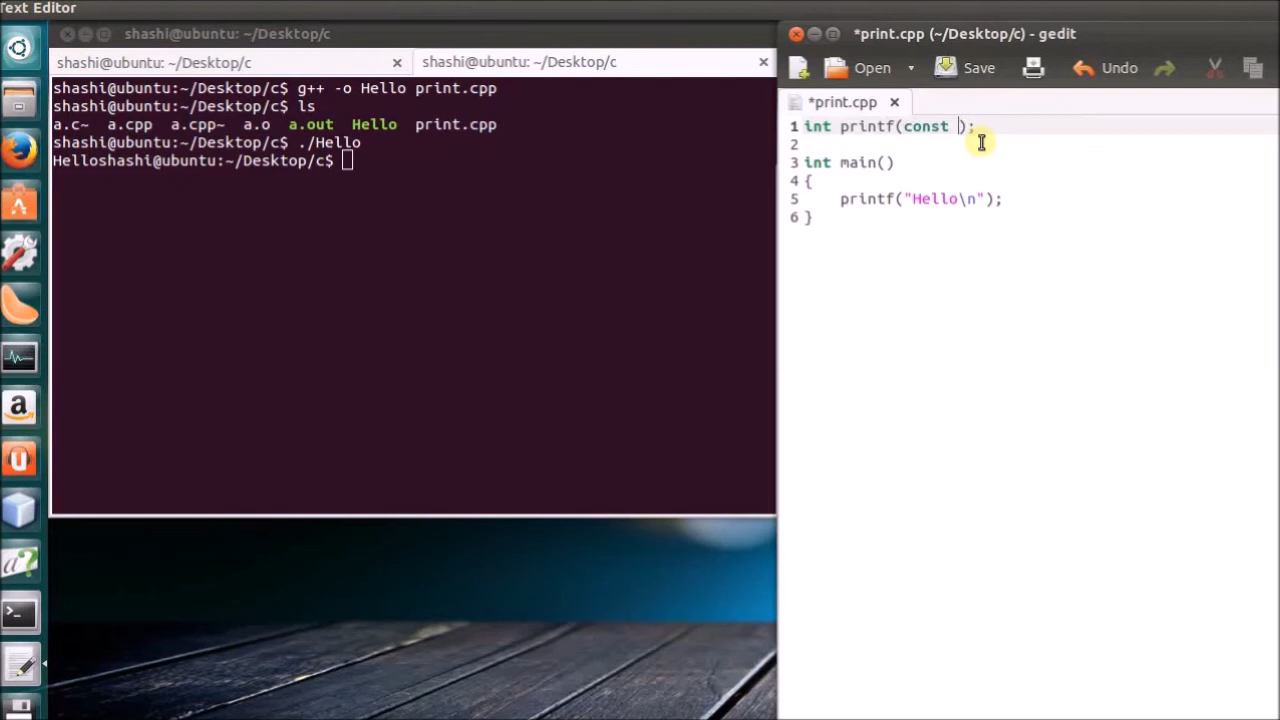 Text Editor
shashi@ubuntu: ~/Desktop/c
shashi@ubuntu: ~/Desktop/c
shashi@ubuntu: ~/Desktop/c
shashi@ubuntu:~/Desktop/c$ g++ -o Hello print.cpp
shashi@ubuntu:~/Desktop/c$ ls
a.c~ a.cpp a.cpp~ a.o a.out Hello print.cpp
shashi@ubuntu:~/Desktop/c$ ./Hello
Helloshashi@ubuntu:~/Desktop/c$
*print.cpp (~/Desktop/c) - gedit
Open Save Undo
*print.cpp
1 int printf(const );
2
3 int main()
4 {
5 printf("Hello\n");
6 }
a
a?
>_